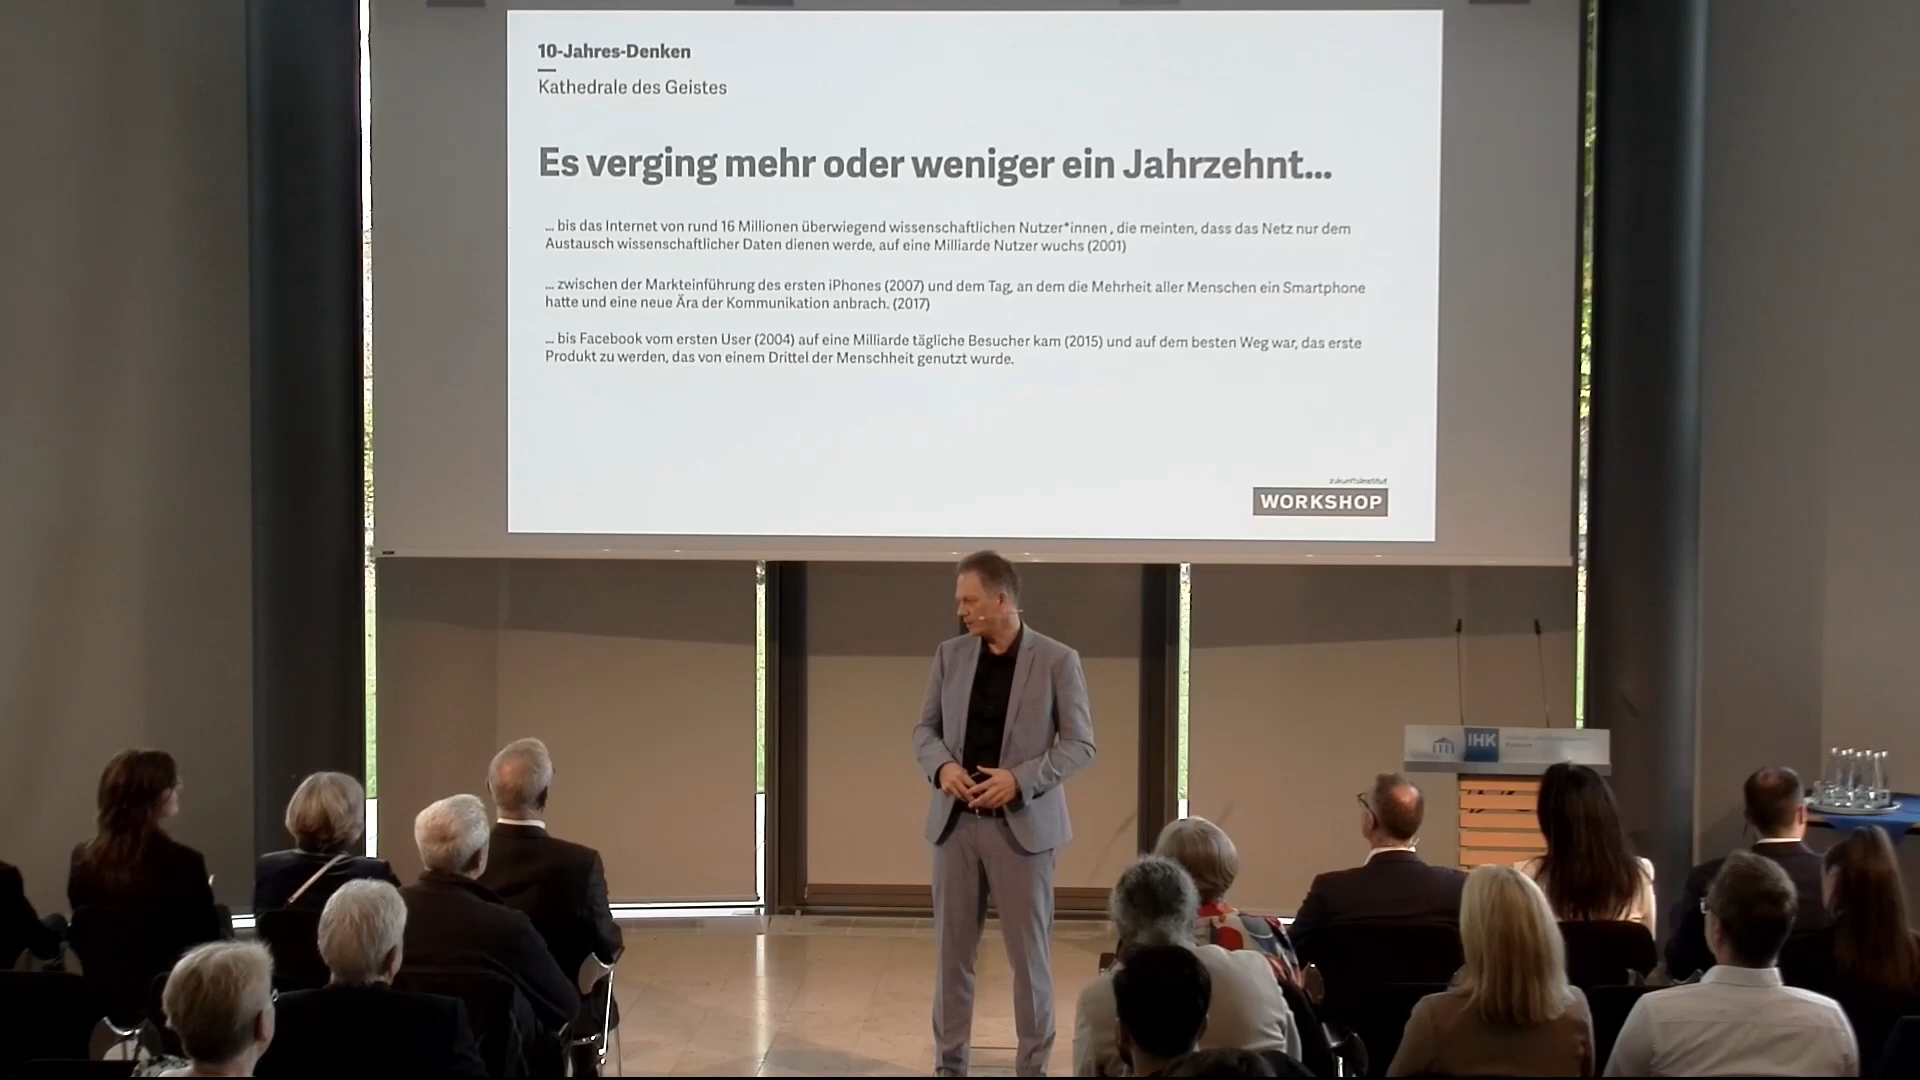 10-Jahres-Denken
Kathedrale des Geistes
Es verging mehr oder weniger ein Jahrzehnt...
... bis das Internet von rund 16 Millionen überwiegend wissenschaftlichen Nutzer*innen , die meinten, dass das Netz nur dem
Austausch wissenschaftlicher Daten dienen werde, auf eine Milliarde Nutzer wuchs (2001)
... zwischen der Markteinführung des ersten iPhones (2007) und dem Tag, an dem die Mehrheit aller Menschen ein Smartphone
hatte und eine neue Ära der Kommunikation anbrach. (2017)
... bis Facebook vom ersten User (2004) auf eine Milliarde tägliche Besucher kam (2015) und auf dem besten Weg war, das erste
Produkt zu werden, das von einem Drittel der Menschheit genutzt wurde.
zukunftsInstitut
WORKSHOP
IHK